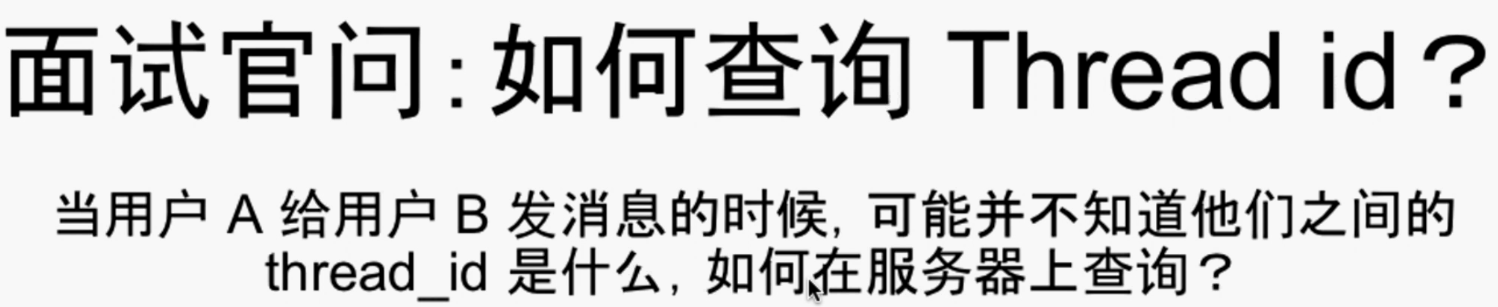 面试官问：如何查询 Thread id？
当用户 A 给用户 B 发消息的时候，可能并不知道他们之间的
thread_id 是什么，如何在服务器上查询？